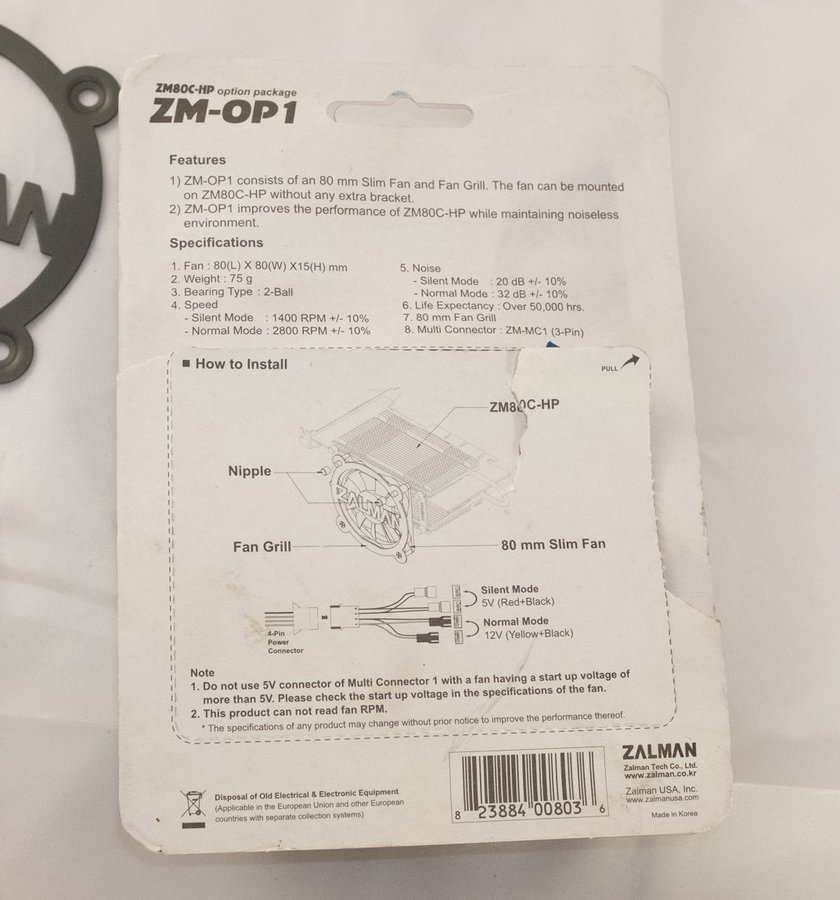 ZM80C-HP option package
ZM-OP1
Features
1) ZM-OP1 consists of an 80 mm Slim Fan and Fan Grill. The fan can be mounted
on ZM80C-HP without any extra bracket.
2) ZM-OP1 improves the performance of ZM80C-HP while maintaining noiseless
environment.
Specifications
1. Fan : 80(L) X 80(W) X15(H) mm
2. Weight : 75 g
3. Bearing Type : 2-Ball
4. Speed
- Silent Mode : 1400 RPM +/- 10%
- Normal Mode : 2800 RPM +/- 10%
5. Noise
- Silent Mode : 20 dB +/- 10%
- Normal Mode : 32 dB +/- 10%
6. Life Expectancy : Over 50,000 hrs.
7. 80 mm Fan Grill
8. Multi Connector : ZM-MC1 (3-Pin)
■ How to Install
PULL
ZM80C-HP
Nipple
ZALMAN
Fan Grill
80 mm Slim Fan
4-Pin
Power
Connector
Silent Mode
5V (Red+Black)
Normal Mode
12V (Yellow+Black)
Note
1. Do not use 5V connector of Multi Connector 1 with a fan having a start up voltage of
more than 5V. Please check the start up voltage in the specifications of the fan.
2. This product can not read fan RPM.
* The specifications of any product may change without prior notice to improve the performance thereof.
Disposal of Old Electrical & Electronic Equipment
(Applicable in the European Union and other European
countries with separate collection systems)
8 23884 00803 6
ZALMAN
Zalman Tech Co., Ltd.
www.zalman.co.kr
Zalman USA, Inc.
www.zalmanusa.com
Made in Korea